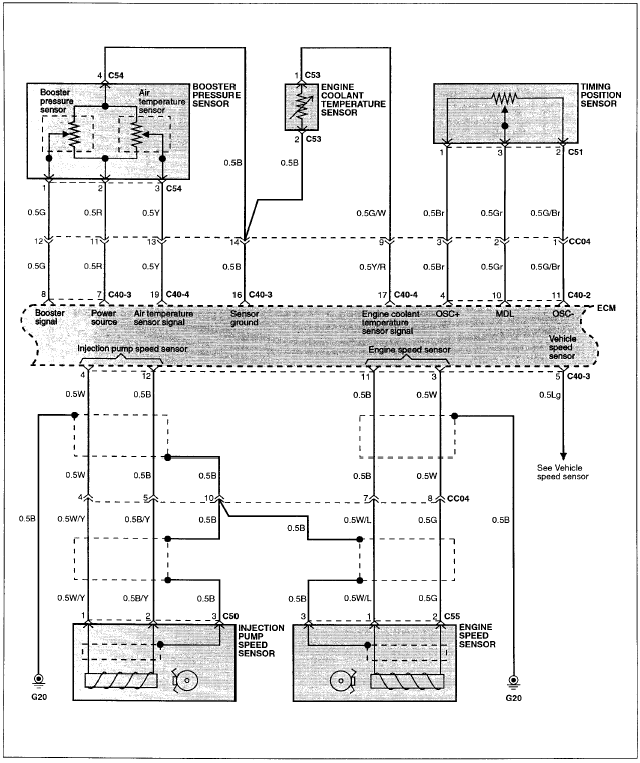 4 C54
1 C53
BOOSTER PRESSURE SENSOR
Booster pressure sensor
Air temperature sensor
ENGINE COOLANT TEMPERATURE SENSOR
TIMING POSITION SENSOR
2 C53
1 3 2 C51
0.5B 0.5B
1 2 3 C54
0.5G 0.5R 0.5Y 0.5G/W 0.5Br 0.5Gr 0.5G/Br
12 11 13 14 9 3 2 1 CC04
0.5G 0.5R 0.5Y 0.5B 0.5Y/R 0.5Br 0.5Gr 0.5G/Br
8 7 C40-3 19 C40-4 16 C40-3 17 C40-4 4 10 11 C40-2
ECM
Booster signal
Power source
Air temperature sensor signal
Sensor ground
Engine coolant temperature sensor signal
OSC+
MDL
OSC-
Injection pump speed sensor
Engine speed sensor
Vehicle speed sensor
4 12 11 3 5 C40-3
0.5W 0.5B 0.5B 0.5W 0.5Lg
See Vehicle speed sensor
0.5W 0.5B 0.5B 0.5B 0.5W
4 5 10 7 8 CC04
0.5B 0.5W/Y 0.5B/Y 0.5B 0.5B 0.5W/L 0.5G 0.5B
0.5W/Y 0.5B/Y 0.5B 0.5B 0.5W/L 0.5G
1 2 3 C50 3 1 2 C55
INJECTION PUMP SPEED SENSOR
ENGINE SPEED SENSOR
G20 G20